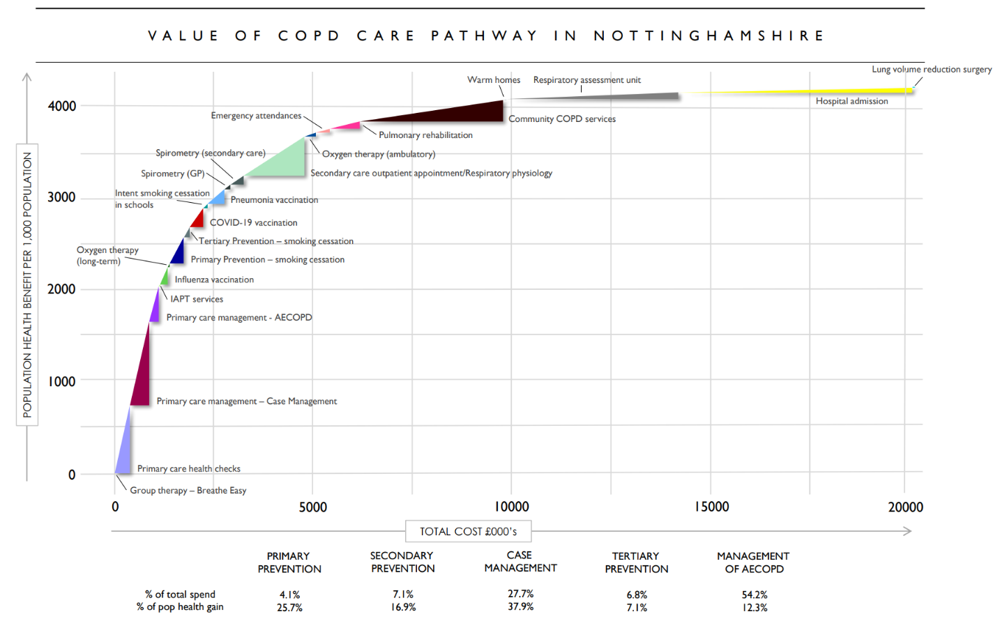 VALUE OF COPD CARE PATHWAY IN NOTTINGHAMSHIRE
Lung volume reduction surgery
Warm homes
Respiratory assessment unit
4000
Hospital admission
Emergency attendances
Community COPD services
Pulmonary rehabilitation
Spirometry (secondary care)
Oxygen therapy (ambulatory)
Spirometry (GP)
Secondary care outpatient appointment/Respiratory physiology
Intent smoking cessation
in schools
3000
Pneumonia vaccination
COVID-19 vaccination
Tertiary Prevention – smoking cessation
Oxygen therapy
(long-term)
Primary Prevention – smoking cessation
Influenza vaccination
2000
IAPT services
Primary care management - AECOPD
1000
Primary care management – Case Management
Primary care health checks
0
Group therapy – Breathe Easy
POPULATION HEALTH BENEFIT PER 1,000 POPULATION
0 5000 10000 15000 20000
TOTAL COST £000's
PRIMARY
PREVENTION
SECONDARY
PREVENTION
CASE
MANAGEMENT
TERTIARY
PREVENTION
MANAGEMENT
OF AECOPD
% of total spend 4.1% 7.1% 27.7% 6.8% 54.2%
% of pop health gain 25.7% 16.9% 37.9% 7.1% 12.3%